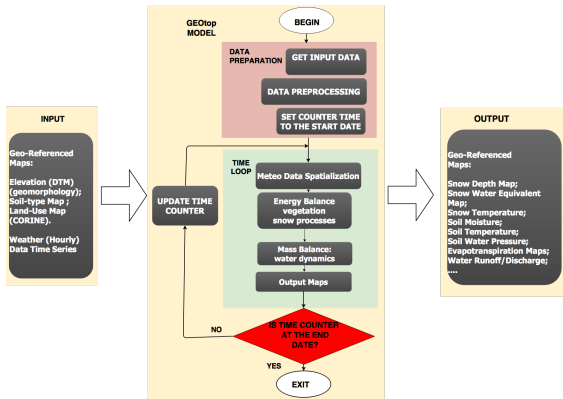 INPUT
Geo-Referenced
Maps:
Elevation (DTM)
(geomorphology);
Soil-type Map ;
Land-Use Map
(CORINE).
Weather (Hourly)
Data Time Series
GEOtop
MODEL
BEGIN
DATA
PREPARATION
GET INPUT DATA
DATA PREPROCESSING
SET COUNTER TIME
TO THE START DATE
TIME
LOOP
Meteo Data Spatialization
UPDATE TIME
COUNTER
Energy Balance
vegetation
snow processes
Mass Balance:
water dynamics
Output Maps
IS TIME COUNTER
AT THE END
DATE?
NO
YES
EXIT
OUTPUT
Geo-Referenced
Maps:
Snow Depth Map;
Snow Water Equivalent
Map;
Snow Temperature;
Soil Moisture;
Soil Temperature;
Soil Water Pressure;
Evapotranspiration Maps;
Water Runoff/Discharge;
....